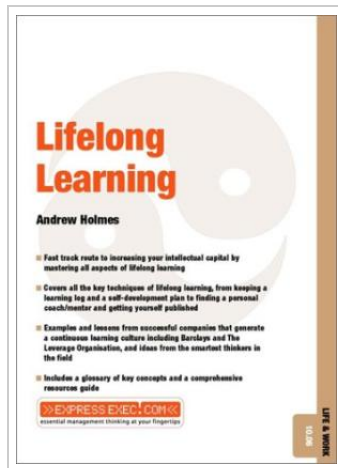 Lifelong
Learning
Andrew Holmes
Fast track route to increasing your intellectual capital by
mastering all aspects of lifelong learning
Covers all the key techniques of lifelong learning, from keeping a
learning log and a self-development plan to finding a personal
coach/mentor and getting yourself published
Examples and lessons from successful companies that generate
a continuous learning culture including Barclays and The
Leverage Organisation, and ideas from the smartest thinkers in
the field
Includes a glossary of key concepts and a comprehensive
resources guide
>>EXPRESS EXEC!COM<<
essential management thinking at your fingertips
LIFE & WORK
10.06